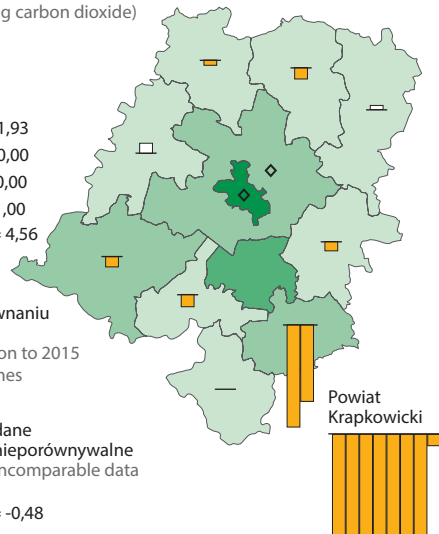 g carbon dioxide)
1,93
0,00
0,00
1,00
= 4,56
wnaniu
on to 2015
nes
Powiat
Krapkowicki
dane
nieporównywalne
ncomparable data
= -0,48